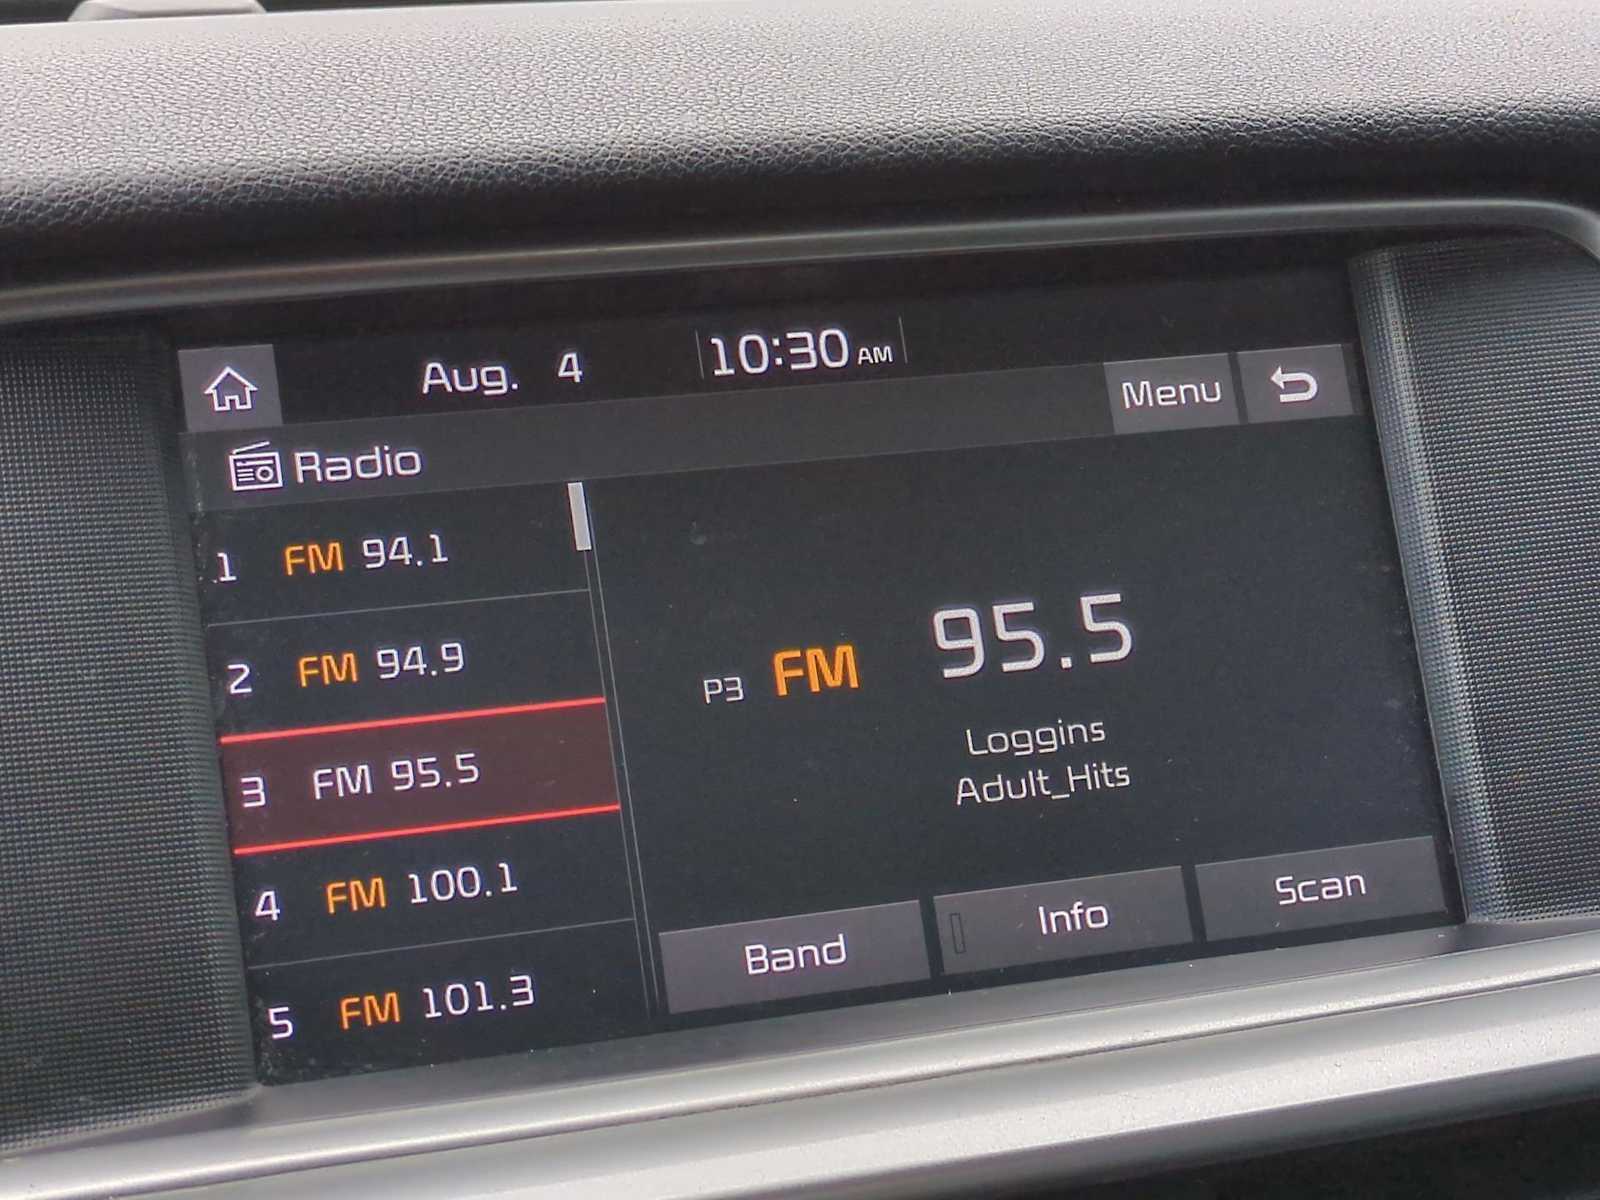 Aug. 4 10:30 AM
Menu
Radio
1 FM 94.1
2 FM 94.9
3 FM 95.5
4 FM 100.1
5 FM 101.3
P3 FM 95.5
Loggins
Adult_Hits
Band Info Scan